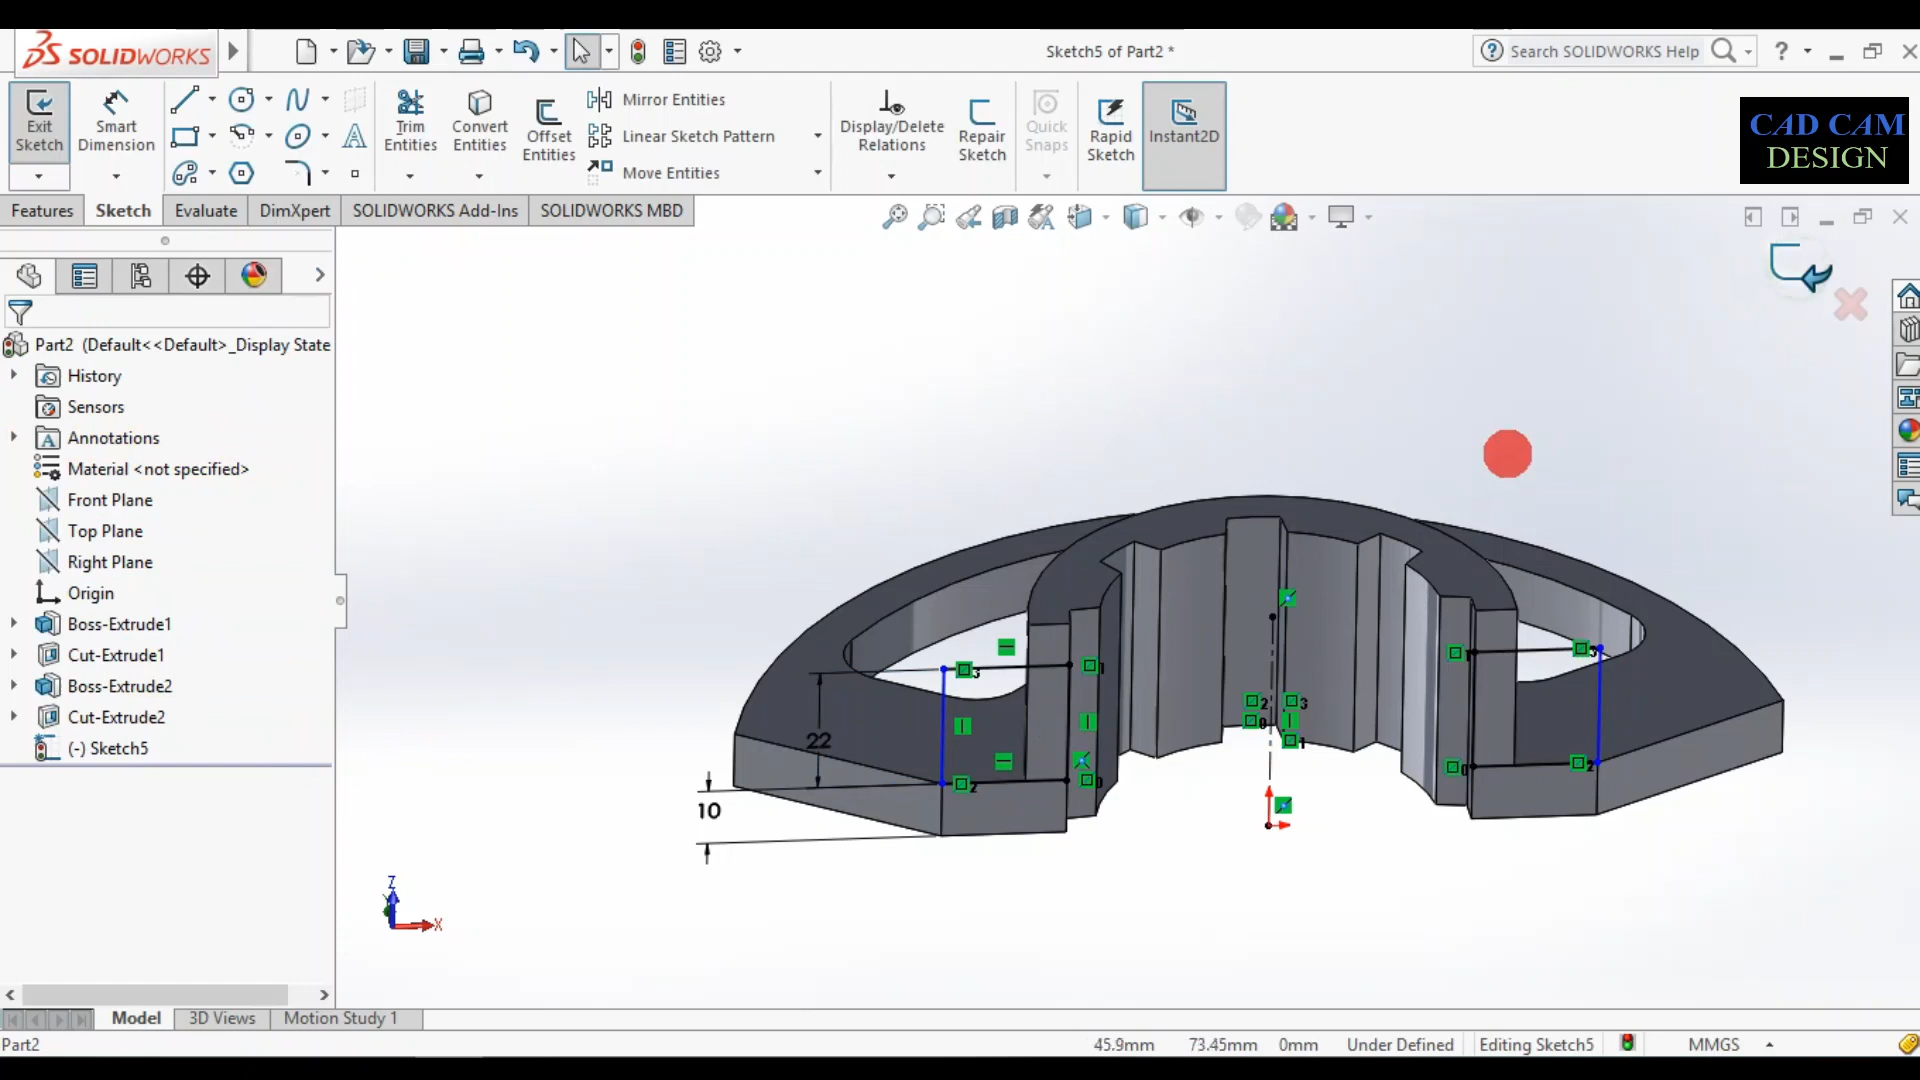 SOLIDWORKS
Sketch5 of Part2 *
Search SOLIDWORKS Help
?
Exit Sketch
Smart Dimension
Trim Entities
Convert Entities
Offset Entities
Mirror Entities
Linear Sketch Pattern
Move Entities
Display/Delete Relations
Repair Sketch
Quick Snaps
Rapid Sketch
Instant2D
CAD CAM
DESIGN
Features
Sketch
Evaluate
DimXpert
SOLIDWORKS Add-Ins
SOLIDWORKS MBD
Part2 (Default<<Default>_Display State
History
Sensors
Annotations
Material <not specified>
Front Plane
Top Plane
Right Plane
Origin
Boss-Extrude1
Cut-Extrude1
Boss-Extrude2
Cut-Extrude2
(-) Sketch5
22
10
Z
X
Model
3D Views
Motion Study 1
Part2
45.9mm
73.45mm
0mm
Under Defined
Editing Sketch5
MMGS